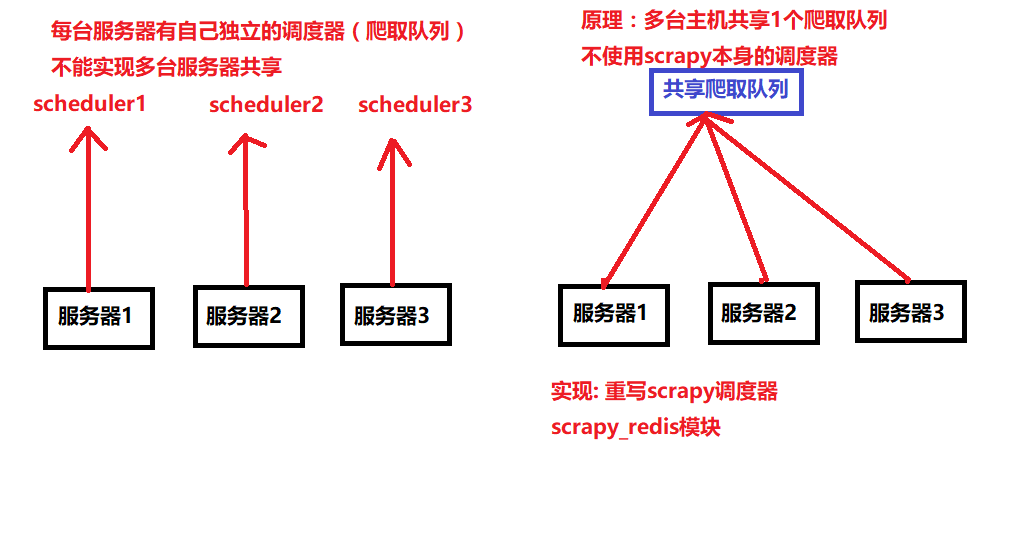 每台服务器有自己独立的调度器（爬取队列）
不能实现多台服务器共享
scheduler1
scheduler2
scheduler3
服务器1
服务器2
服务器3
原理：多台主机共享1个爬取队列
不使用scrapy本身的调度器
共享爬取队列
服务器1
服务器2
服务器3
实现: 重写scrapy调度器
scrapy_redis模块